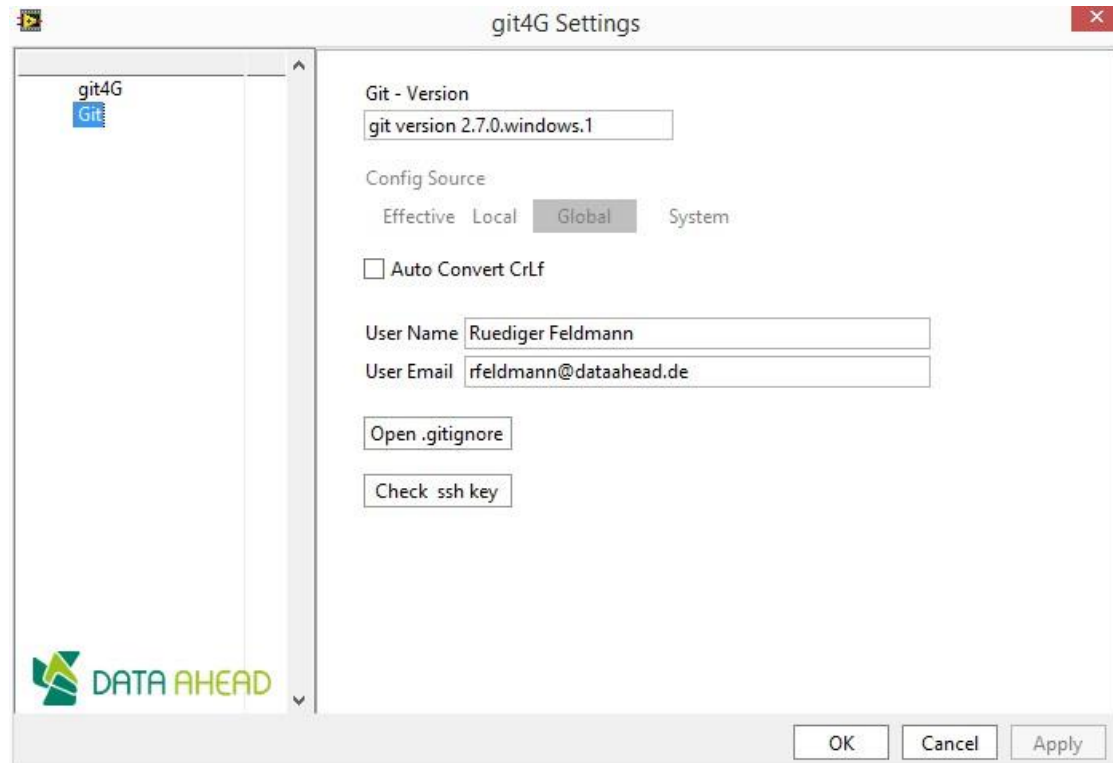 git4G Settings
git4G
Git
Git - Version
git version 2.7.0.windows.1
Config Source
Effective Local Global System
Auto Convert CrLf
User Name Ruediger Feldmann
User Email rfeldmann@dataahead.de
Open .gitignore
Check ssh key
DATA AHEAD
OK Cancel Apply